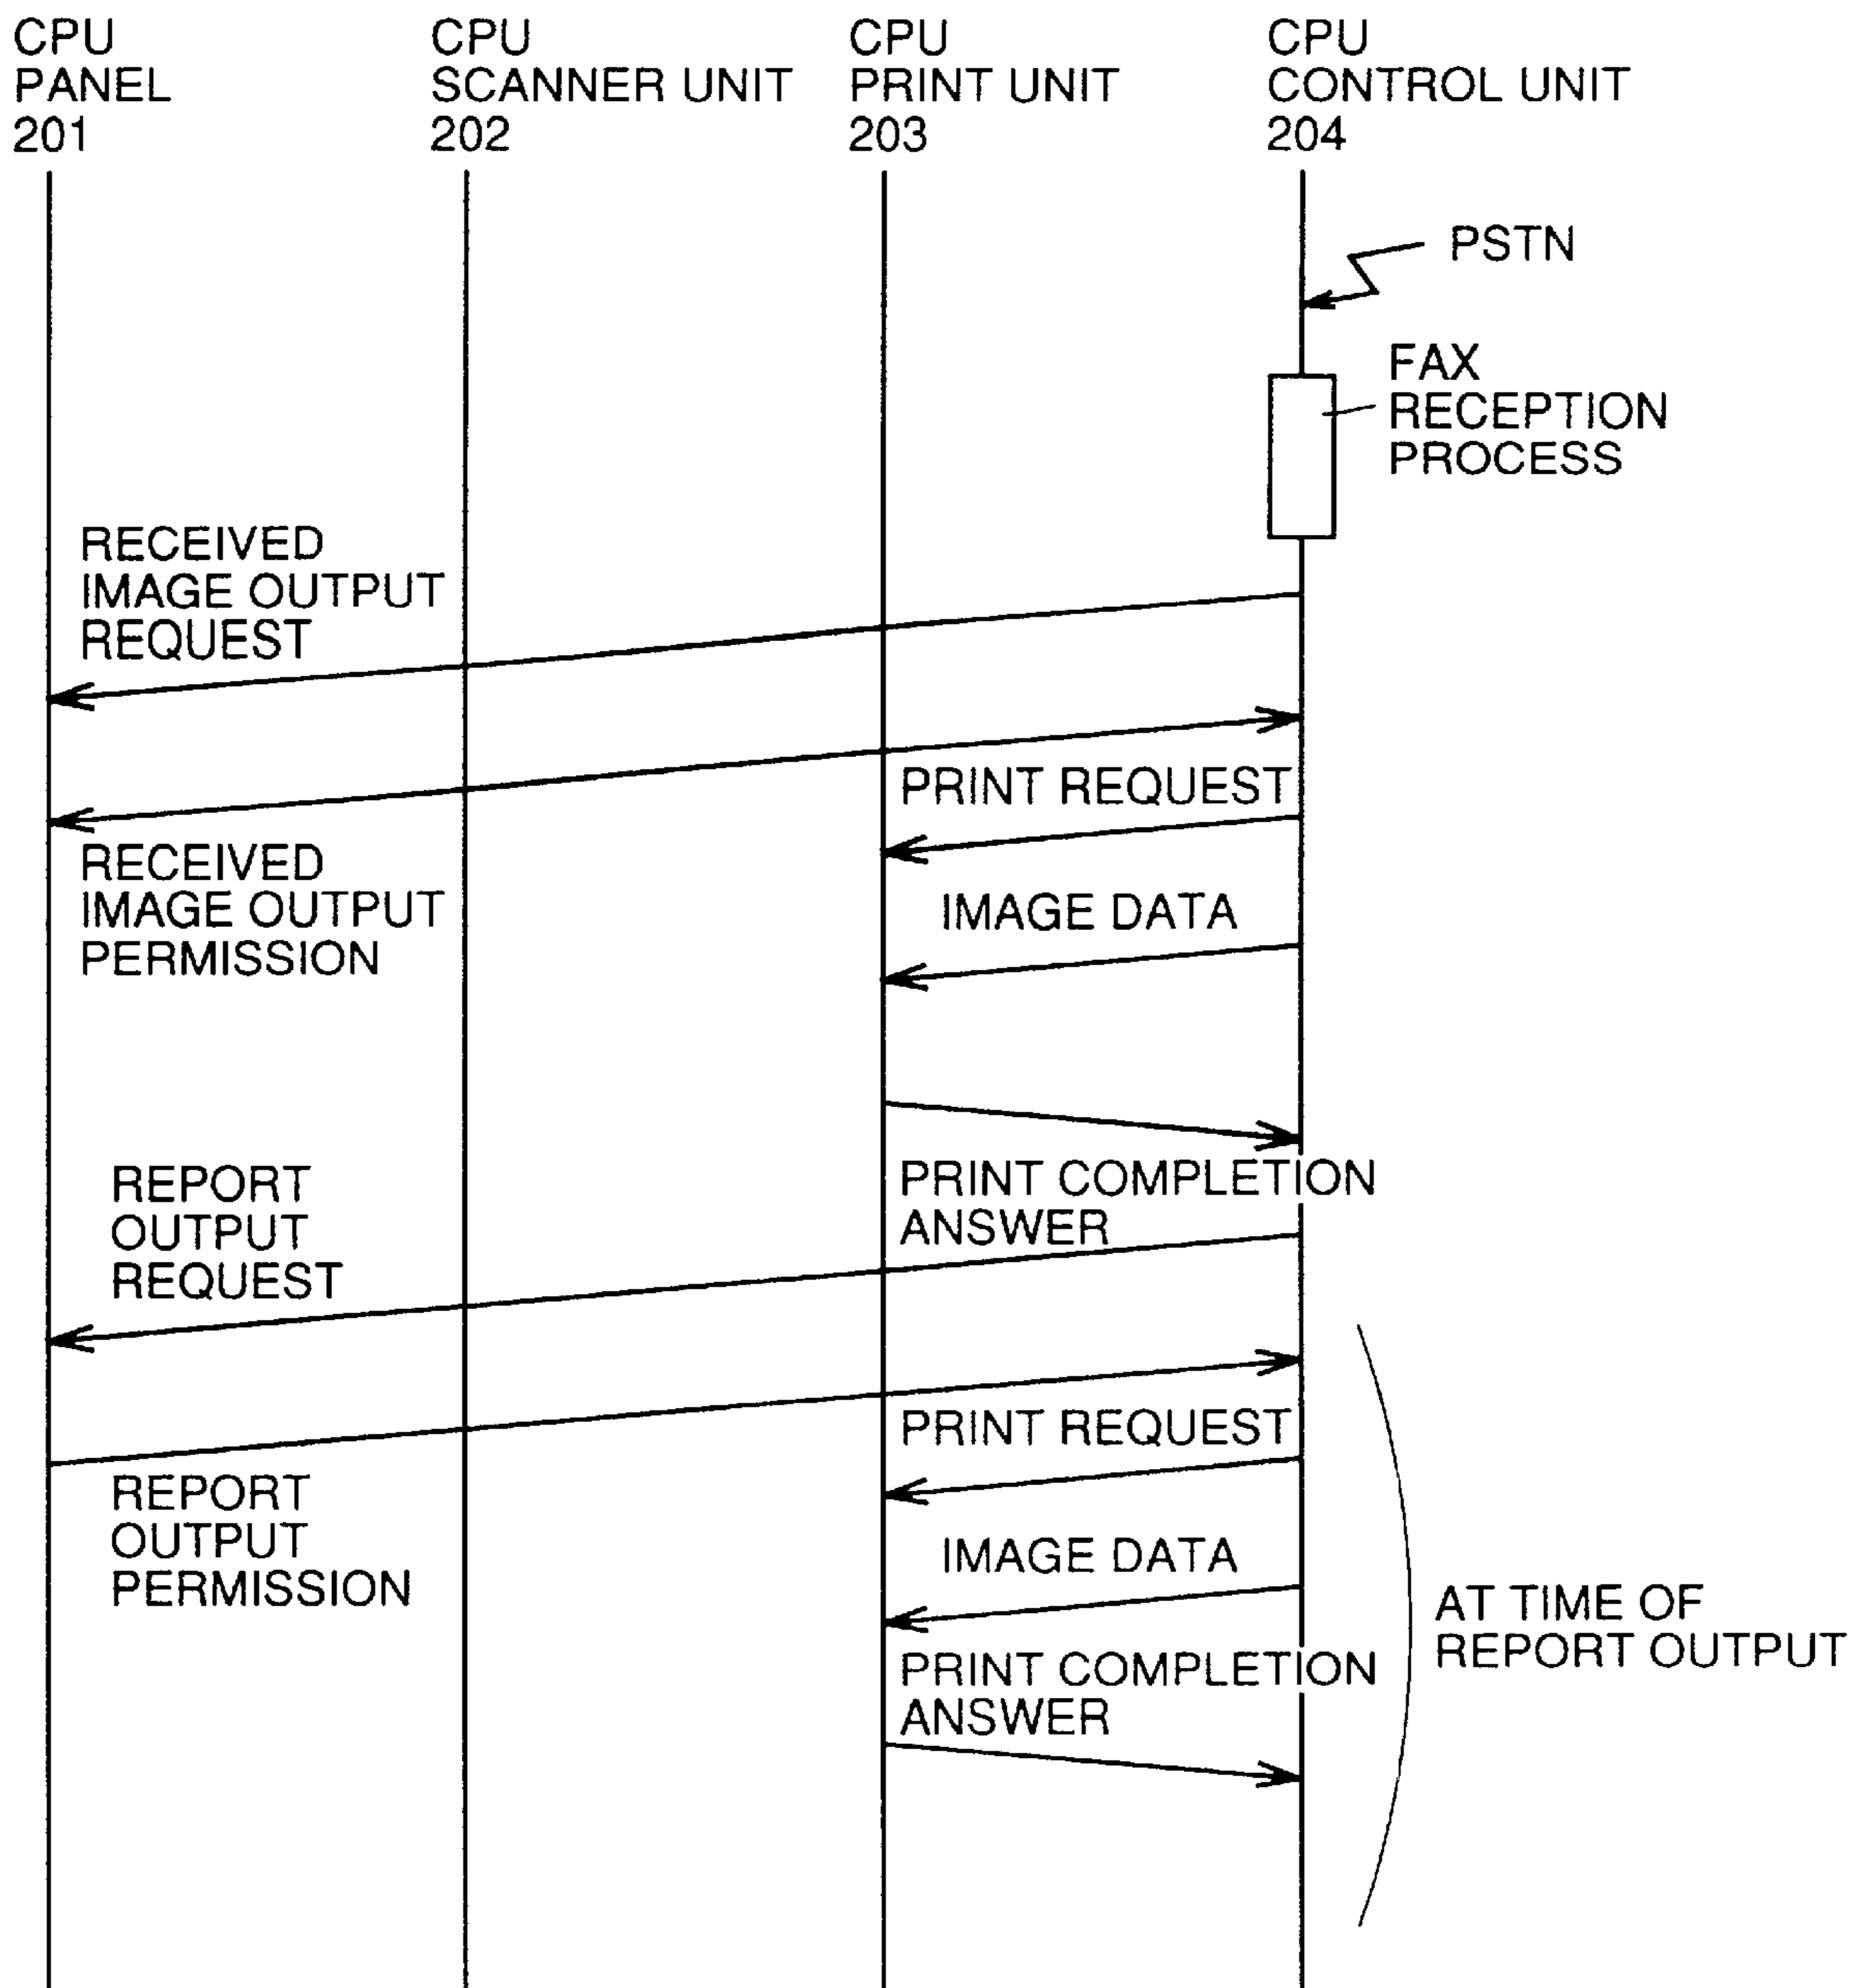 CPU
PANEL
201
CPU
SCANNER UNIT
202
CPU
PRINT UNIT
203
CPU
CONTROL UNIT
204
PSTN
FAX
RECEPTION
PROCESS
RECEIVED
IMAGE OUTPUT
REQUEST
PRINT REQUEST
RECEIVED
IMAGE OUTPUT
PERMISSION
IMAGE DATA
PRINT COMPLETION
ANSWER
REPORT
OUTPUT
REQUEST
PRINT REQUEST
REPORT
OUTPUT
PERMISSION
IMAGE DATA
AT TIME OF
REPORT OUTPUT
PRINT COMPLETION
ANSWER